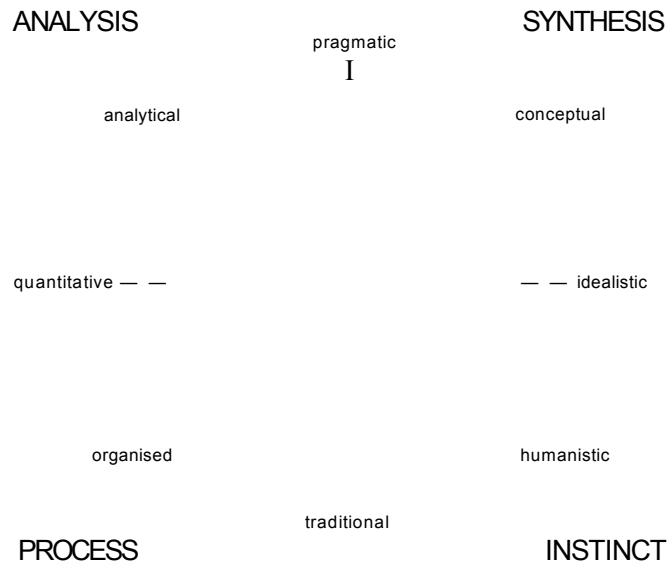 ANALYSIS SYNTHESIS
pragmatic
I
analytical conceptual
quantitative — — — — idealistic
organised humanistic
traditional
PROCESS INSTINCT